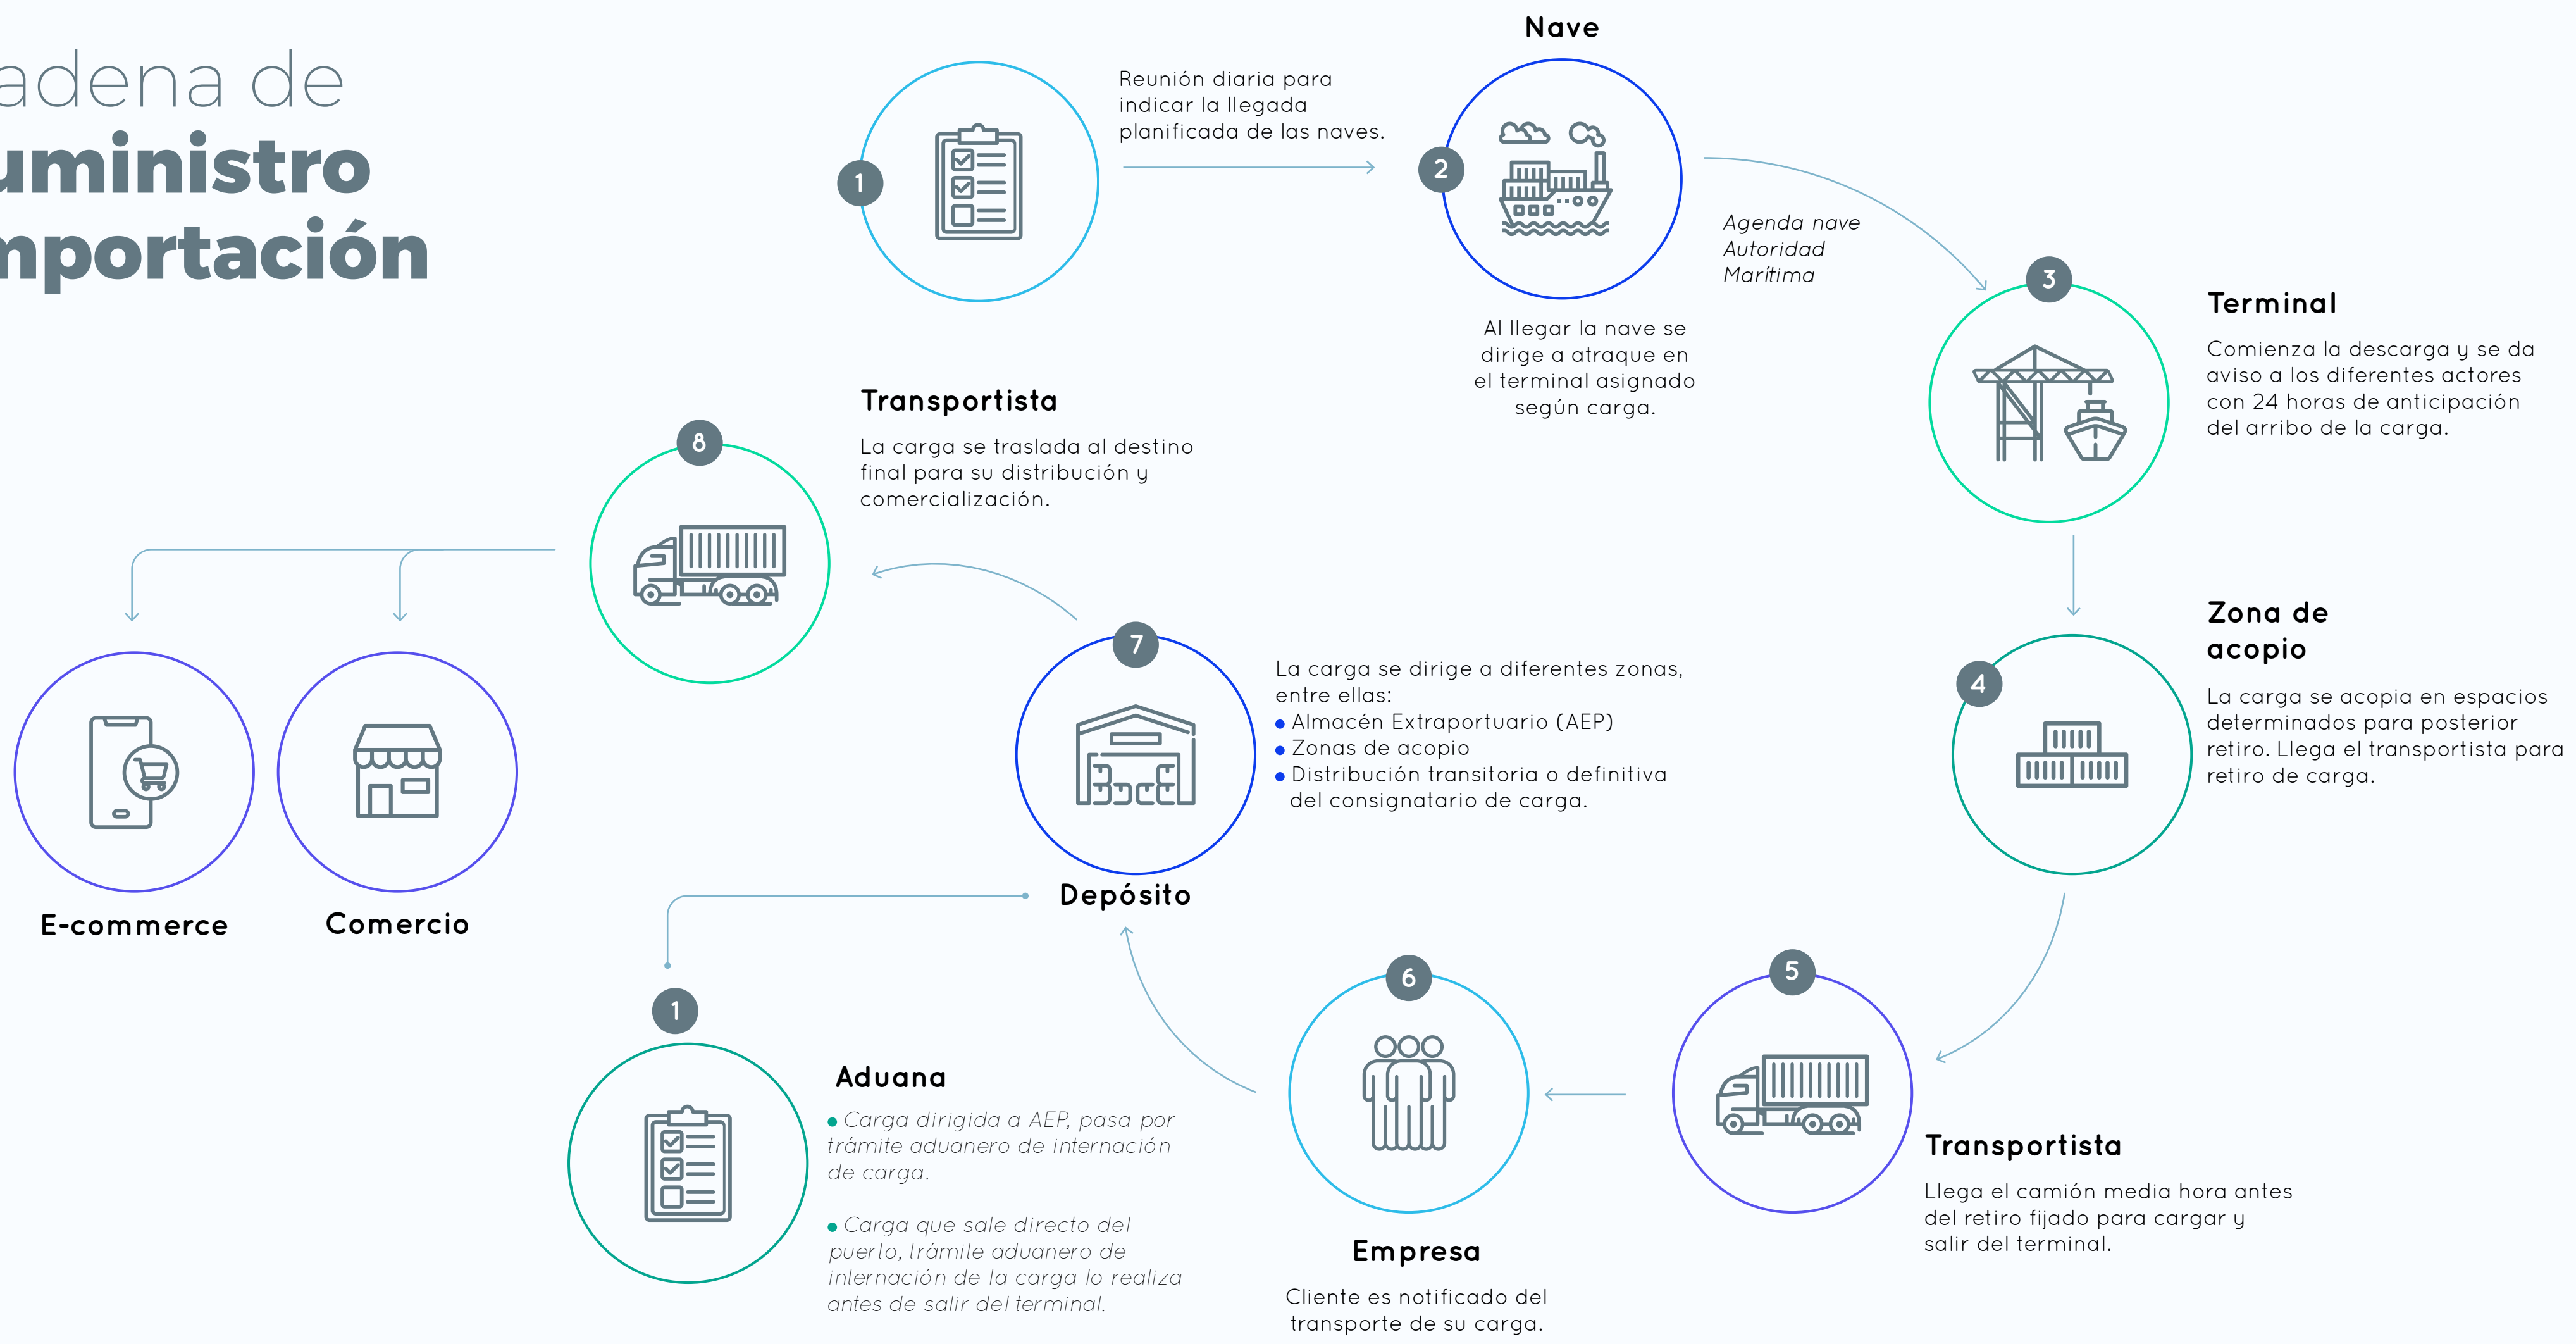 adena de
uministro
mportación
1
Reunión diaria para
indicar la llegada
planificada de las naves.
Nave
2
Al llegar la nave se
dirige a atraque en
el terminal asignado
según carga.
Agenda nave
Autoridad
Marítima
3
Terminal
Comienza la descarga y se da
aviso a los diferentes actores
con 24 horas de anticipación
del arribo de la carga.
4
Zona de
acopio
La carga se acopia en espacios
determinados para posterior
retiro. Llega el transportista para
retiro de carga.
5
Transportista
Llega el camión media hora antes
del retiro fijado para cargar y
salir del terminal.
6
Empresa
Cliente es notificado del
transporte de su carga.
7
Depósito
La carga se dirige a diferentes zonas,
entre ellas:
• Almacén Extraportuario (AEP)
• Zonas de acopio
• Distribución transitoria o definitiva
del consignatario de carga.
1
Aduana
• Carga dirigida a AEP, pasa por
trámite aduanero de internación
de carga.
• Carga que sale directo del
puerto, trámite aduanero de
internación de la carga lo realiza
antes de salir del terminal.
8
Transportista
La carga se traslada al destino
final para su distribución y
comercialización.
E-commerce
Comercio